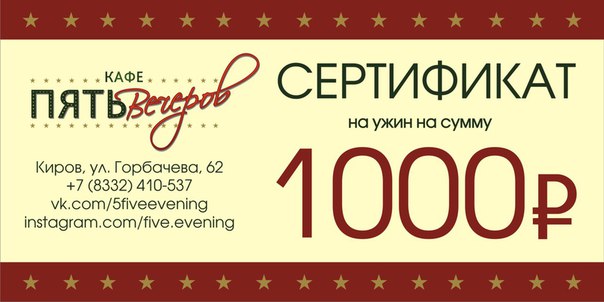 КАФЕ
ПЯТЬ Вечеров
Киров, ул. Горбачева, 62
+7 (8332) 410-537
vk.com/5fiveevening
instagram.com/five.evening
СЕРТИФИКАТ
на ужин на сумму
1000₽